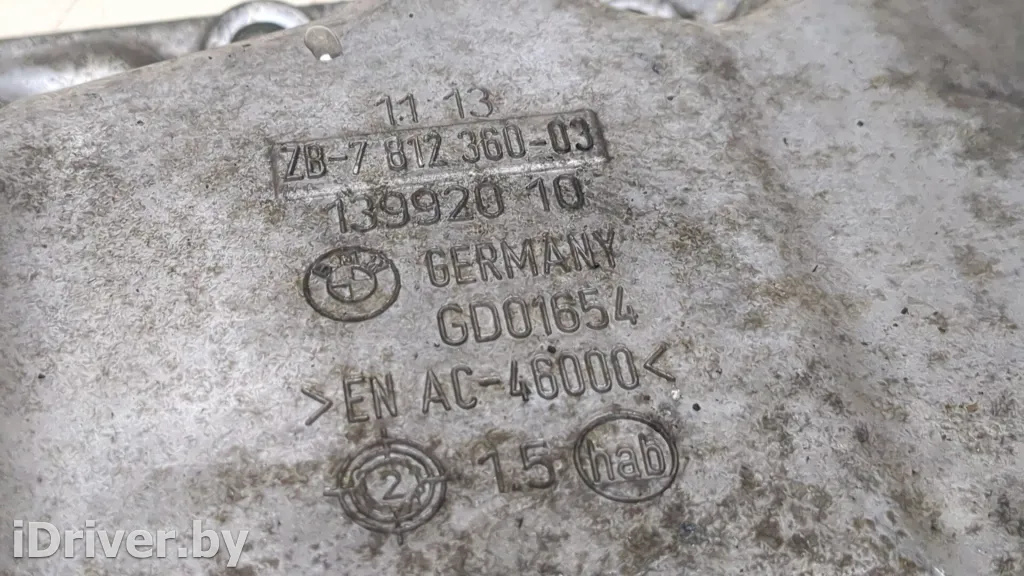 11 13
ZB-7 812 360-03
139920 10
GERMANY
GD01654
>EN AC-46000<
2 1.5 hab
iDriver.by